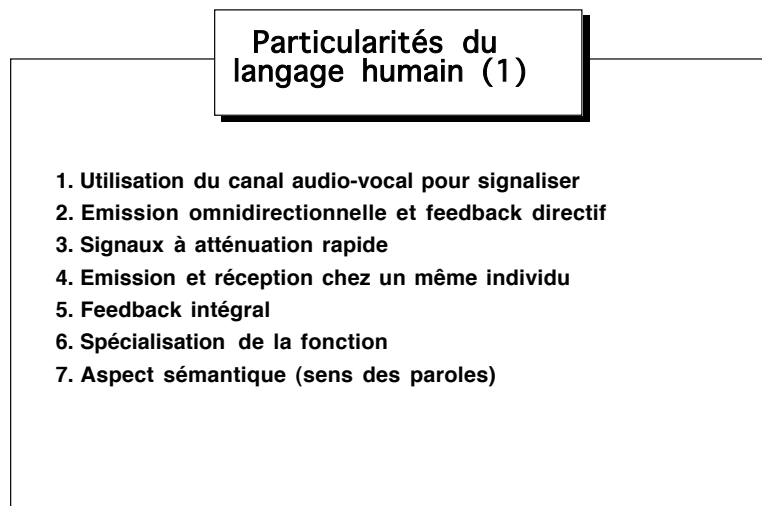 Particularités du
langage humain (1)
1. Utilisation du canal audio-vocal pour signaliser
2. Emission omnidirectionnelle et feedback directif
3. Signaux à atténuation rapide
4. Emission et réception chez un même individu
5. Feedback intégral
6. Spécialisation de la fonction
7. Aspect sémantique (sens des paroles)